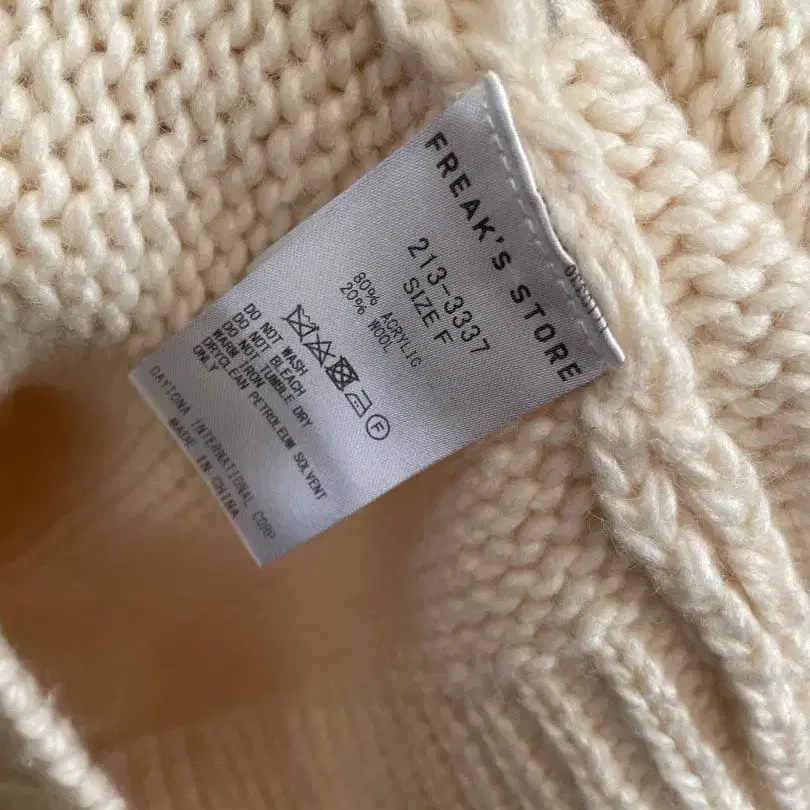 FREAK'S STORE
213-3337
SIZE F
80% ACRYLIC
20% WOOL
F
DO NOT WASH
DO NOT BLEACH
DO NOT TUMBLE DRY
WARM IRON
DRYCLEAN PETROLEUM SOLVENT
ONLY
DAYTONA INTERNATIONAL CORP
MADE IN CHINA